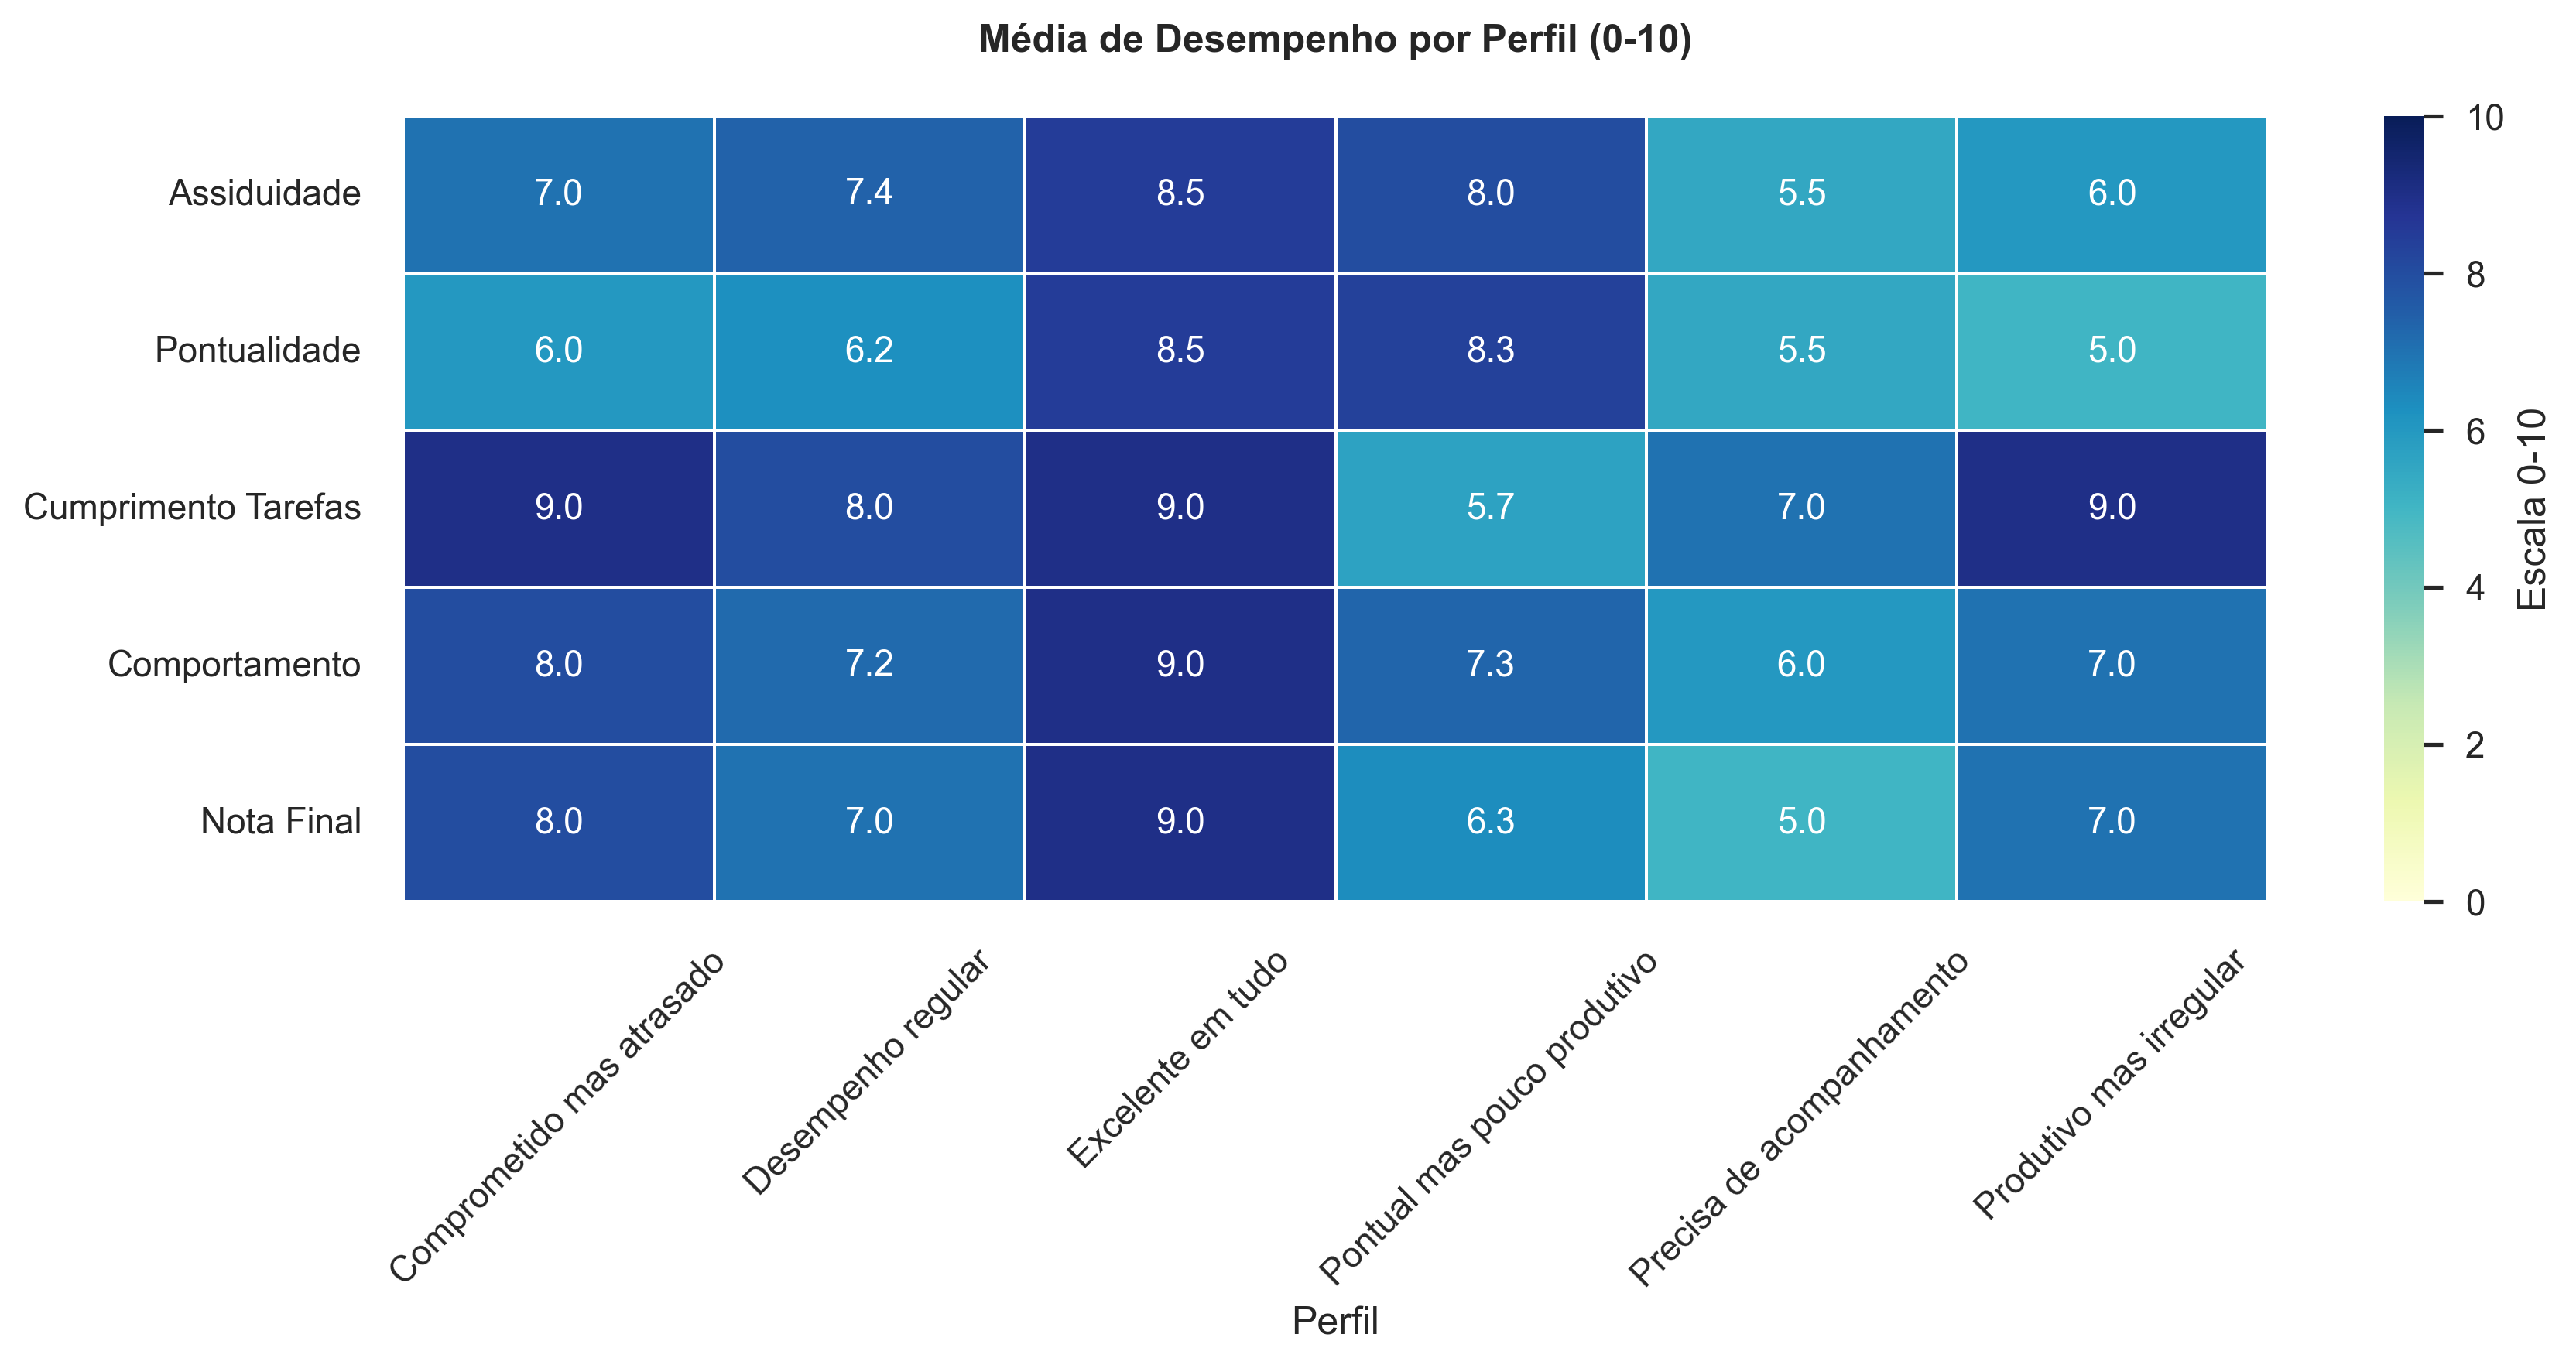 Média de Desempenho por Perfil (0-10)
Assiduidade 7.0 7.4 8.5 8.0 5.5 6.0
Pontualidade 6.0 6.2 8.5 8.3 5.5 5.0
Cumprimento Tarefas 9.0 8.0 9.0 5.7 7.0 9.0
Comportamento 8.0 7.2 9.0 7.3 6.0 7.0
Nota Final 8.0 7.0 9.0 6.3 5.0 7.0
Comprometido mas atrasado
Desempenho regular
Excelente em tudo
Pontual mas pouco produtivo
Precisa de acompanhamento
Produtivo mas irregular
Perfil
10
8
6
4
2
0
Escala 0-10